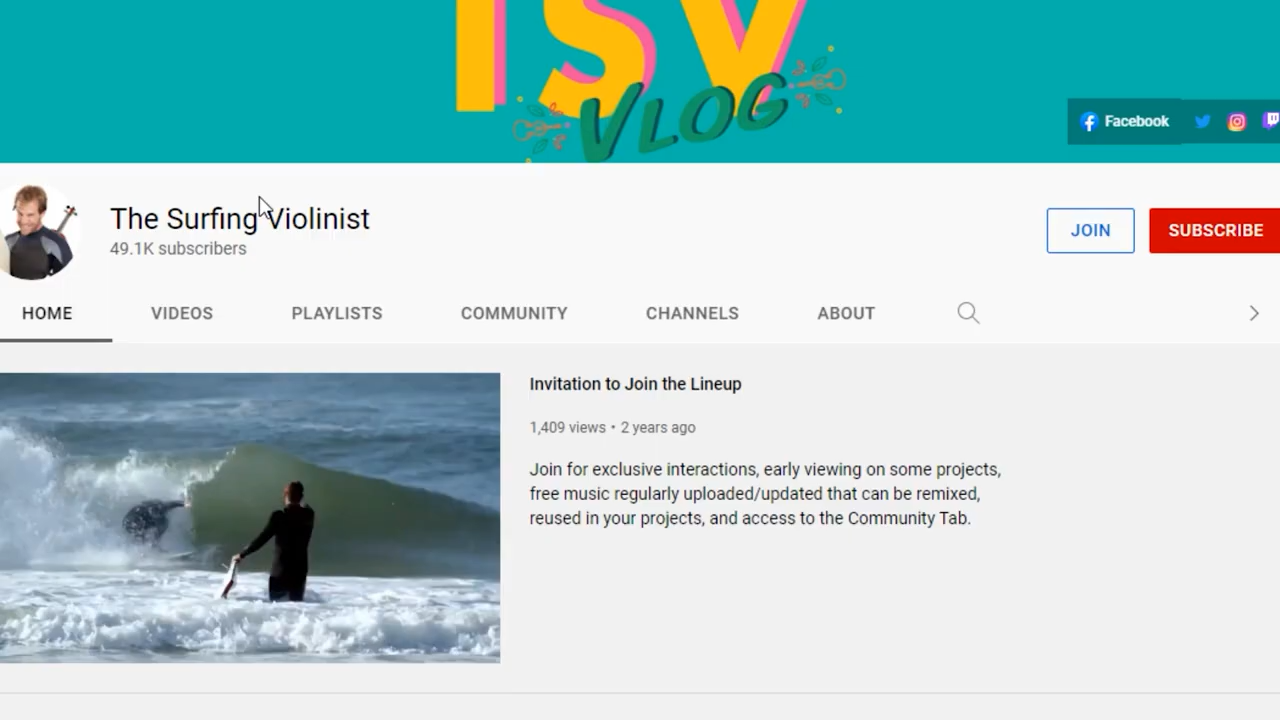 TSV
VLOG
Facebook
The Surfing Violinist
49.1K subscribers
JOIN
SUBSCRIBE
HOME
VIDEOS
PLAYLISTS
COMMUNITY
CHANNELS
ABOUT
Invitation to Join the Lineup
1,409 views • 2 years ago
Join for exclusive interactions, early viewing on some projects,
free music regularly uploaded/updated that can be remixed,
reused in your projects, and access to the Community Tab.